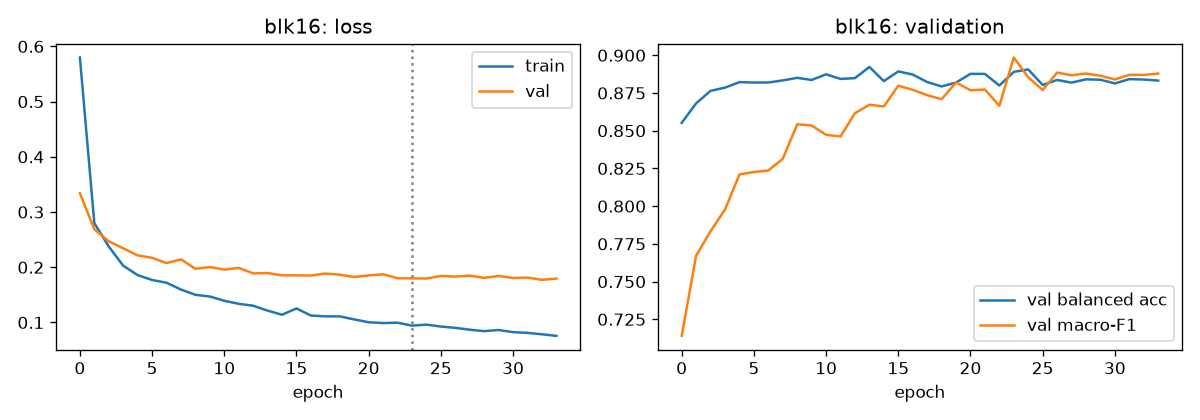 blk16: loss
0.6
0.5
0.4
0.3
0.2
0.1
0 5 10 15 20 25 30
epoch
train
val
blk16: validation
0.900
0.875
0.850
0.825
0.800
0.775
0.750
0.725
0 5 10 15 20 25 30
epoch
val balanced acc
val macro-F1